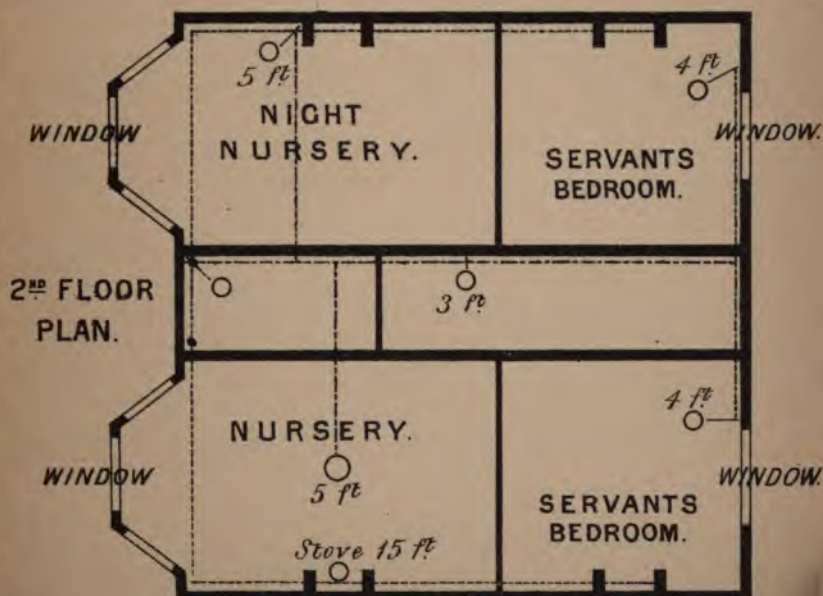 5 ft
4 ft
WINDOW
NIGHT
NURSERY.
WINDOW.
SERVANTS
BEDROOM.
2ND FLOOR
PLAN.
3 ft
NURSERY.
4 ft
WINDOW
5 ft
WINDOW.
SERVANTS
BEDROOM.
Stove 15 ft